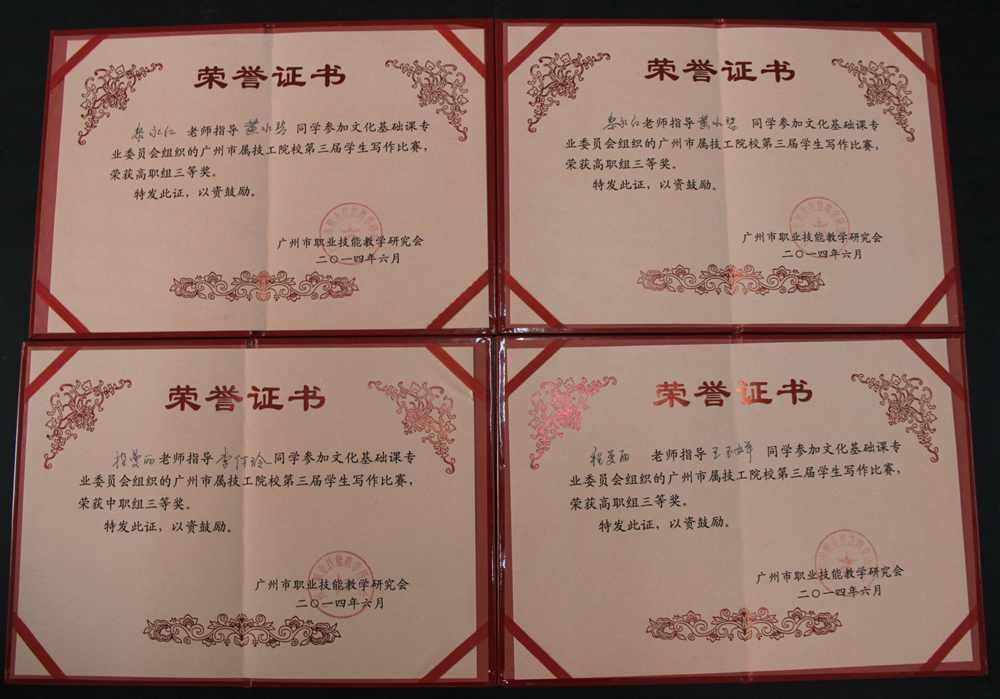 荣誉证书
老师指导 同学参加文化基础课专
业委员会组织的广州市属技工院校第三届学生写作比赛，
荣获高职组三等奖。
特发此证，以资鼓励。
广州市职业技能教学研究会
二〇一四年六月
荣誉证书
老师指导 同学参加文化基础课专
业委员会组织的广州市属技工院校第三届学生写作比赛，
荣获高职组三等奖。
特发此证，以资鼓励。
广州市职业技能教学研究会
二〇一四年六月
荣誉证书
程曼丽老师指导 同学参加文化基础课专
业委员会组织的广州市属技工院校第三届学生写作比赛，
荣获中职组三等奖。
特发此证，以资鼓励。
广州市职业技能教学研究会
二〇一四年六月
荣誉证书
程曼丽 老师指导 同学参加文化基础课专
业委员会组织的广州市属技工院校第三届学生写作比赛，
荣获高职组三等奖。
特发此证，以资鼓励。
广州市职业技能教学研究会
二〇一四年六月